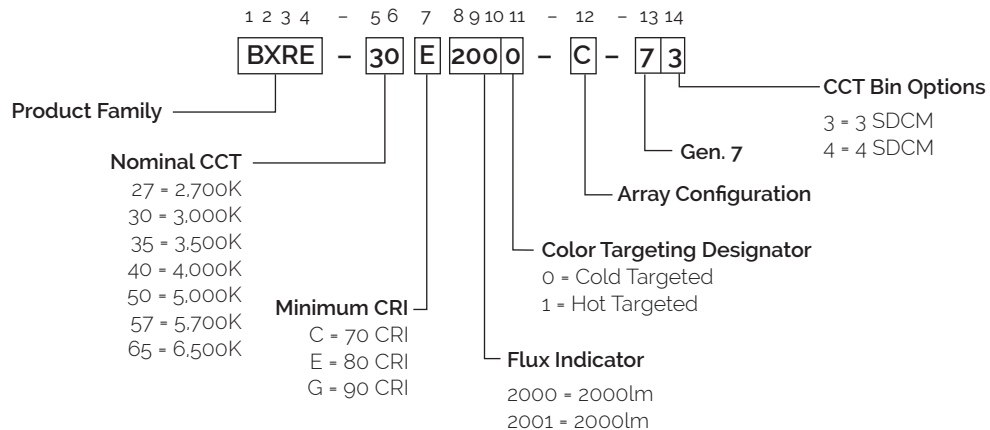 1 2 3 4 - 5 6 7 8 9 10 11 - 12 - - 13 14
BXRE - 30 E 200 0 - C - 7 3
Product Family
Nominal CCT
27 = 2,700K
30 = 3,000K
35 = 3,500K
40 = 4,000K
50 = 5,000K
57 = 5,700K
65 = 6,500K
Minimum CRI
C = 70 CRI
E = 80 CRI
G = 90 CRI
Flux Indicator
2000 = 2000lm
2001 = 2000lm
Color Targeting Designator
0 = Cold Targeted
1 = Hot Targeted
Array Configuration
Gen. 7
CCT Bin Options
3 = 3 SDCM
4 = 4 SDCM